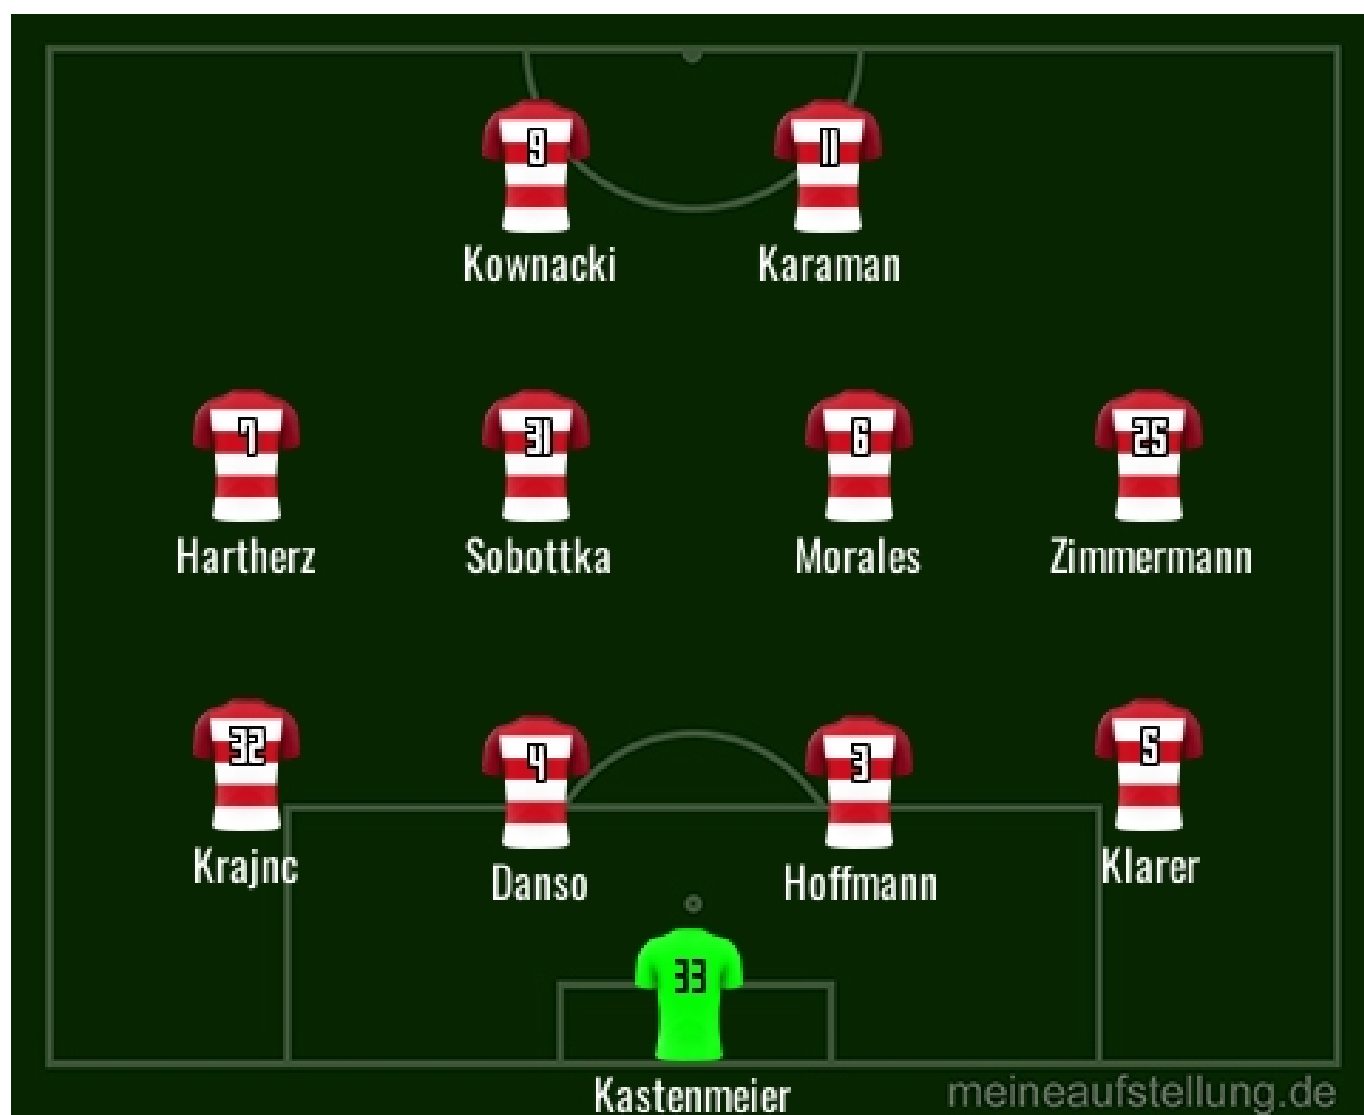 9 11
Kownacki Karaman
7 31 6 25
Hartherz Sobottka Morales Zimmermann
32 4 3 5
Krajnc Danso Hoffmann Klarer
33
Kastenmeier
meineaufstellung.de